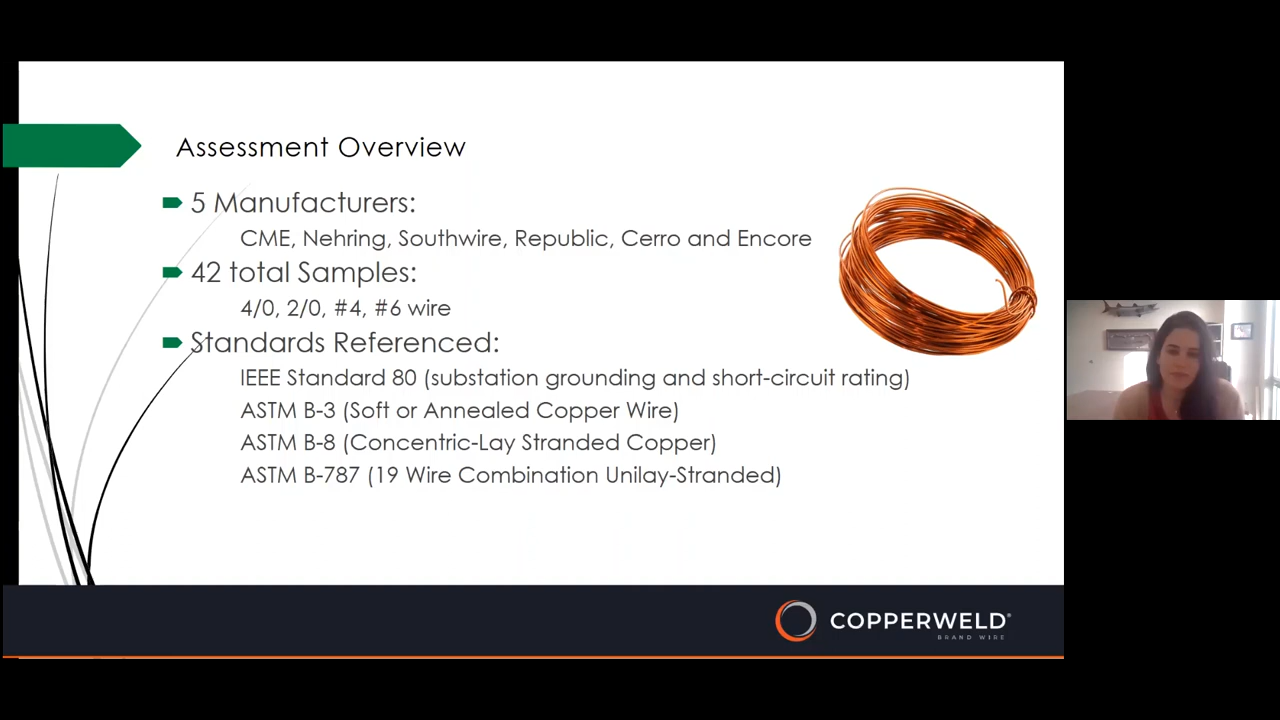 Assessment Overview
5 Manufacturers:
CME, Nehring, Southwire, Republic, Cerro and Encore
42 total Samples:
4/0, 2/0, #4, #6 wire
Standards Referenced:
IEEE Standard 80 (substation grounding and short-circuit rating)
ASTM B-3 (Soft or Annealed Copper Wire)
ASTM B-8 (Concentric-Lay Stranded Copper)
ASTM B-787 (19 Wire Combination Unilay-Stranded)
COPPERWELD®
BRAND WIRE